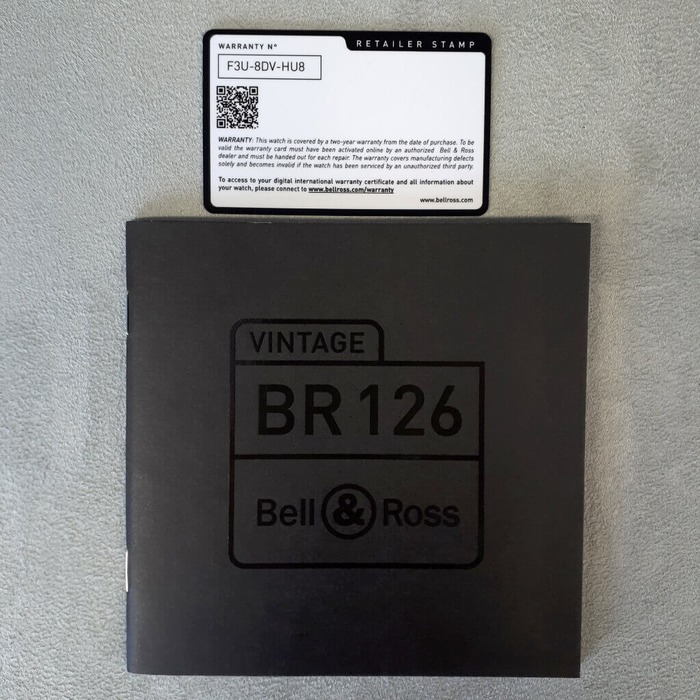 WARRANTY N° RETAILER STAMP
F3U-8DV-HU8
WARRANTY: This watch is covered by a two-year warranty from the date of purchase. To be
valid the warranty card must have been activated online by an authorized Bell & Ross
dealer and must be handed out for each repair. The warranty covers manufacturing defects
solely and becomes invalid if the watch has been serviced by an unauthorized third party.
To access to your digital international warranty certificate and all information about
your watch, please connect to www.bellross.com/warranty
www.bellross.com
VINTAGE
BR 126
Bell & Ross